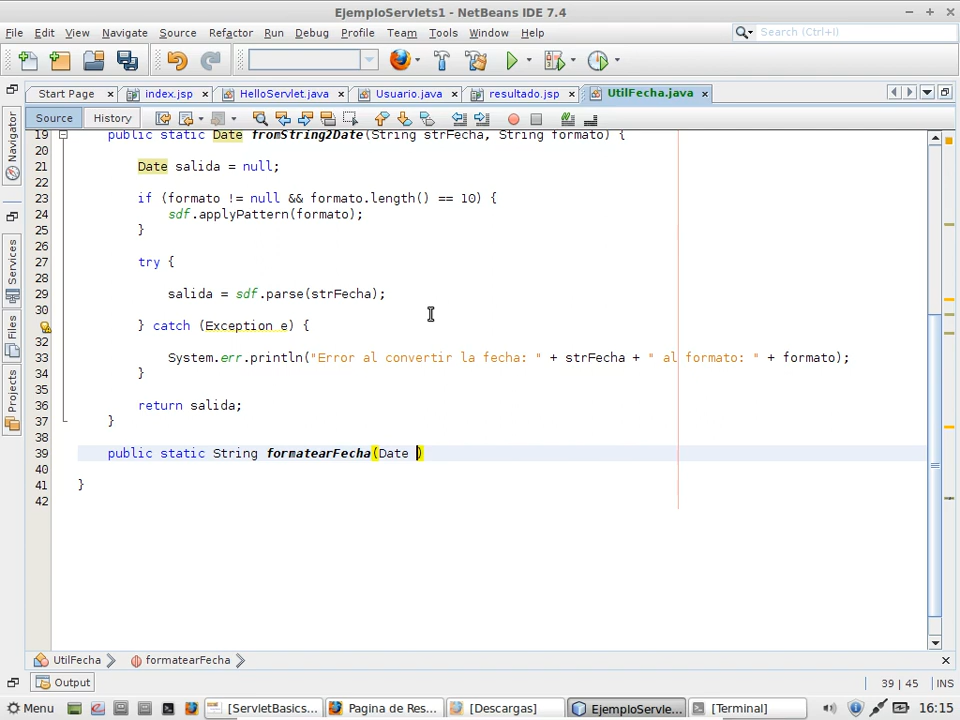 EjemploServlets1 - NetBeans IDE 7.4
File Edit View Navigate Source Refactor Run Debug Profile Team Tools Window Help
Search (Ctrl+I)
Start Page index.jsp HelloServlet.java Usuario.java resultado.jsp UtilFecha.java
Source History
Navigator
Services
Files
Projects
19 public static Date fromString2Date(String strFecha, String formato) {
20
21 Date salida = null;
22
23 if (formato != null && formato.length() == 10) {
24 sdf.applyPattern(formato);
25 }
26
27 try {
28
29 salida = sdf.parse(strFecha);
30
} catch (Exception e) {
32
33 System.err.println("Error al convertir la fecha: " + strFecha + " al formato: " + formato);
34 }
35
36 return salida;
37 }
38
39 public static String formatearFecha(Date )
40
41 }
42
UtilFecha formatearFecha
Output 39 | 45 INS
Menu [ServletBasics... Pagina de Res... [Descargas] EjemploServle... [Terminal] 16:15